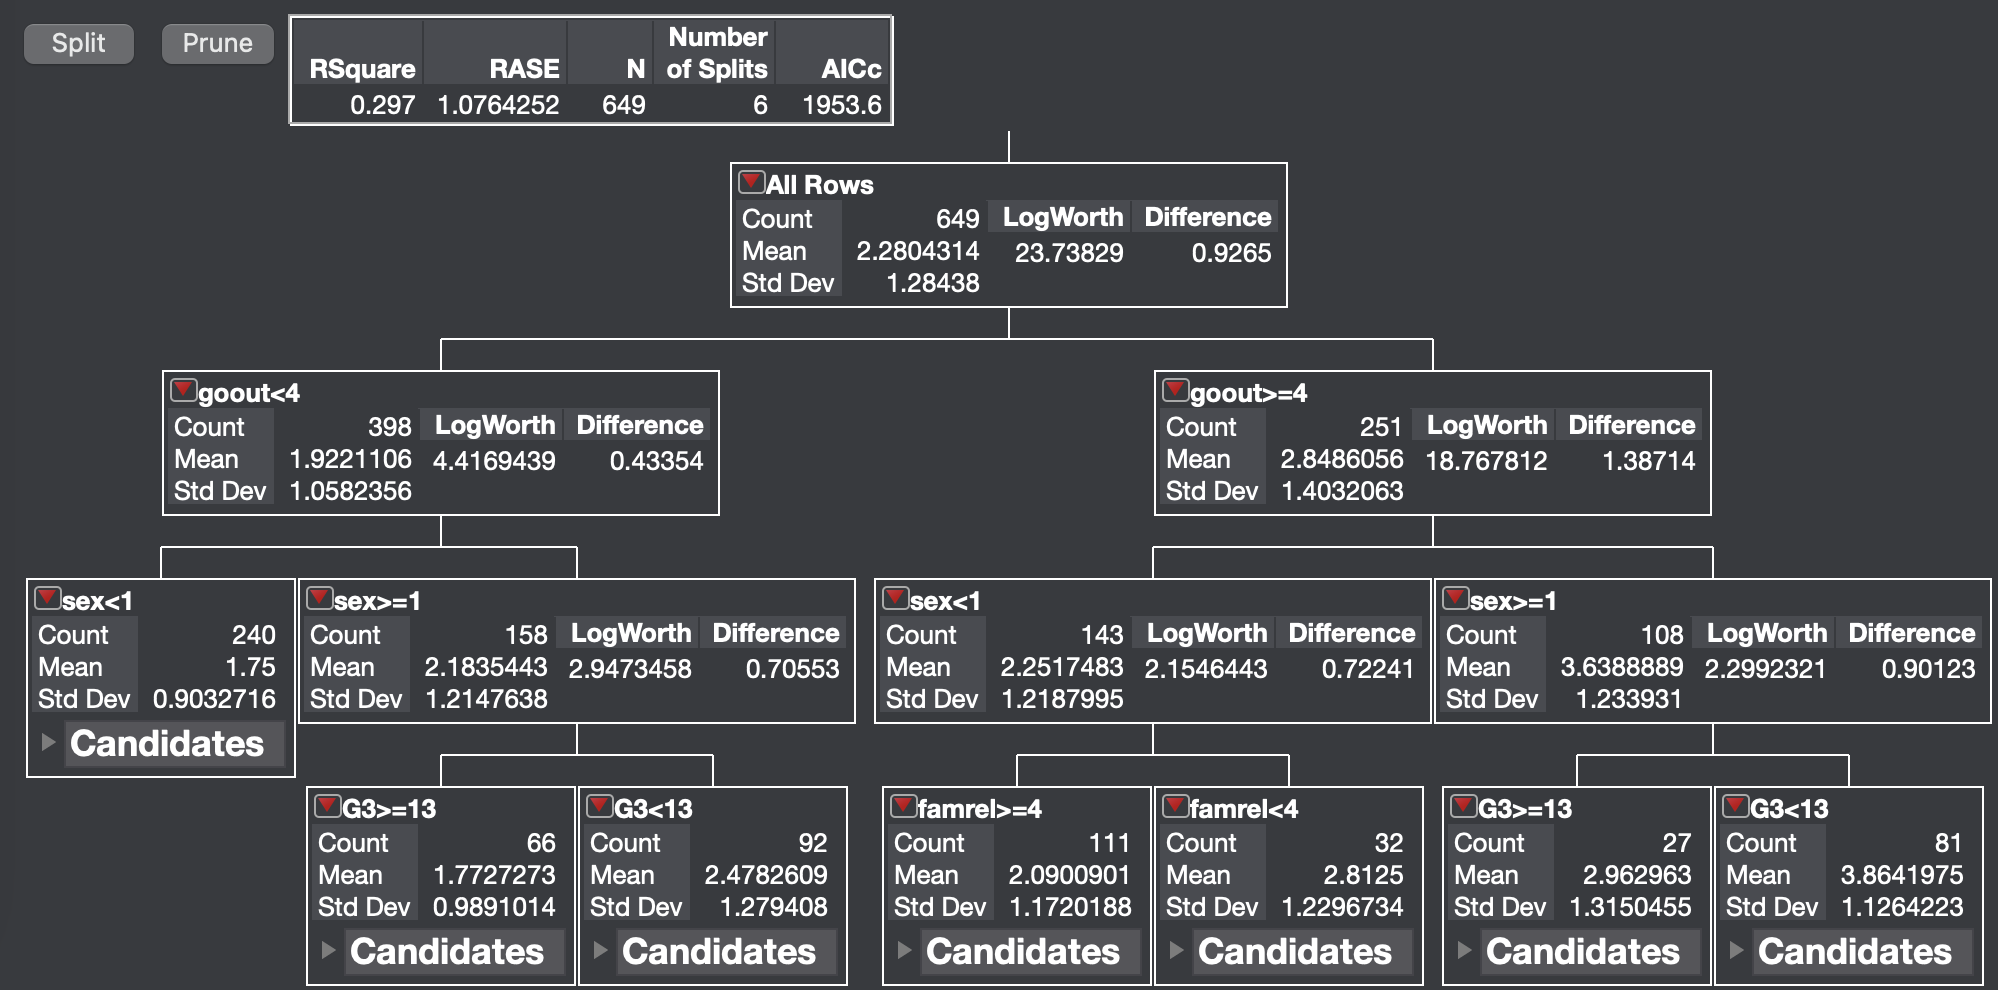 Split Prune
RSquare RASE N Number of Splits AICc
0.297 1.0764252 649 6 1953.6
All Rows
Count 649 LogWorth Difference
Mean 2.2804314 23.73829 0.9265
Std Dev 1.28438
goout<4
Count 398 LogWorth Difference
Mean 1.9221106 4.4169439 0.43354
Std Dev 1.0582356
goout>=4
Count 251 LogWorth Difference
Mean 2.8486056 18.767812 1.38714
Std Dev 1.4032063
sex<1
Count 240
Mean 1.75
Std Dev 0.9032716
Candidates
sex>=1
Count 158 LogWorth Difference
Mean 2.1835443 2.9473458 0.70553
Std Dev 1.2147638
sex<1
Count 143 LogWorth Difference
Mean 2.2517483 2.1546443 0.72241
Std Dev 1.2187995
sex>=1
Count 108 LogWorth Difference
Mean 3.6388889 2.2992321 0.90123
Std Dev 1.233931
G3>=13
Count 66
Mean 1.7727273
Std Dev 0.9891014
Candidates
G3<13
Count 92
Mean 2.4782609
Std Dev 1.279408
Candidates
famrel>=4
Count 111
Mean 2.0900901
Std Dev 1.1720188
Candidates
famrel<4
Count 32
Mean 2.8125
Std Dev 1.2296734
Candidates
G3>=13
Count 27
Mean 2.962963
Std Dev 1.3150455
Candidates
G3<13
Count 81
Mean 3.8641975
Std Dev 1.1264223
Candidates